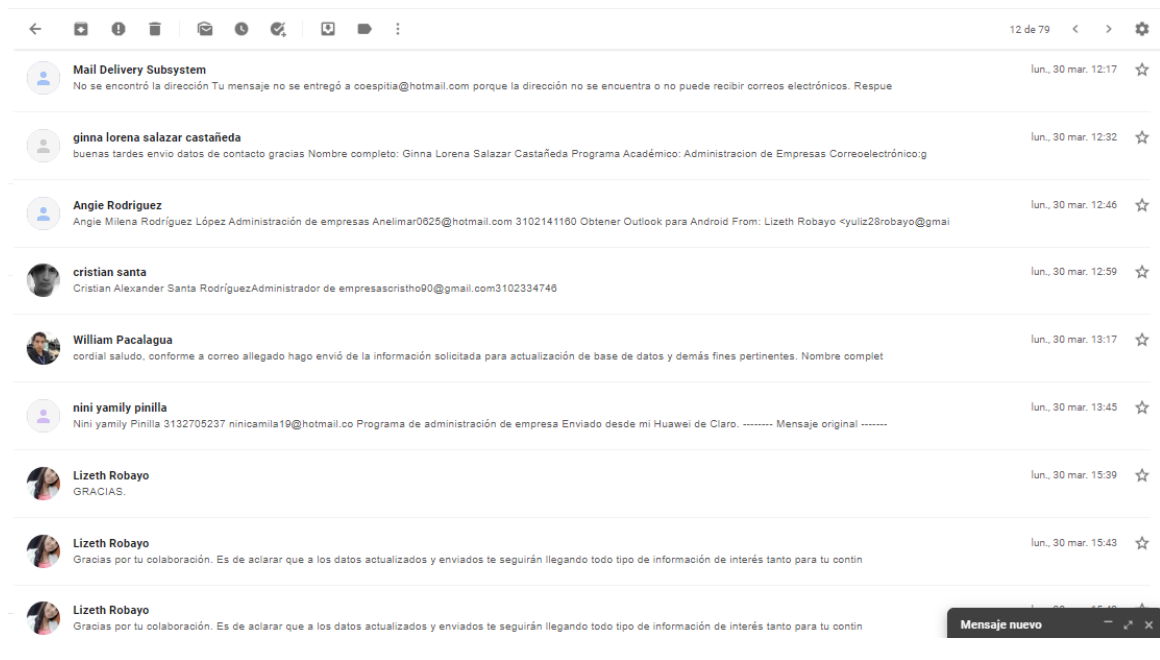 12 de 79
Mail Delivery Subsystem
lun., 30 mar. 12:17
No se encontró la dirección Tu mensaje no se entregó a coespitia@hotmail.com porque la dirección no se encuentra o no puede recibir correos electrónicos. Respue
ginna lorena salazar castañeda
lun., 30 mar. 12:32
buenas tardes envio datos de contacto gracias Nombre completo: Ginna Lorena Salazar Castañeda Programa Académico: Administracion de Empresas Correoelectrónico:g
Angie Rodriguez
lun., 30 mar. 12:46
Angie Milena Rodríguez López Administración de empresas Anelimar0625@hotmail.com 3102141160 Obtener Outlook para Android From: Lizeth Robayo <yuliz28robayo@gmai
cristian santa
lun., 30 mar. 12:59
Cristian Alexander Santa RodríguezAdministrador de empresascristho90@gmail.com3102334746
William Pacalagua
lun., 30 mar. 13:17
cordial saludo, conforme a correo allegado hago envió de la información solicitada para actualización de base de datos y demás fines pertinentes. Nombre complet
nini yamily pinilla
lun., 30 mar. 13:45
Nini yamily Pinilla 3132705237 ninicamila19@hotmail.co Programa de administración de empresa Enviado desde mi Huawei de Claro. -------- Mensaje original -------
Lizeth Robayo
lun., 30 mar. 15:39
GRACIAS.
Lizeth Robayo
lun., 30 mar. 15:43
Gracias por tu colaboración. Es de aclarar que a los datos actualizados y enviados te seguirán llegando todo tipo de información de interés tanto para tu contin
Lizeth Robayo
Gracias por tu colaboración. Es de aclarar que a los datos actualizados y enviados te seguirán llegando todo tipo de información de interés tanto para tu contin
Mensaje nuevo